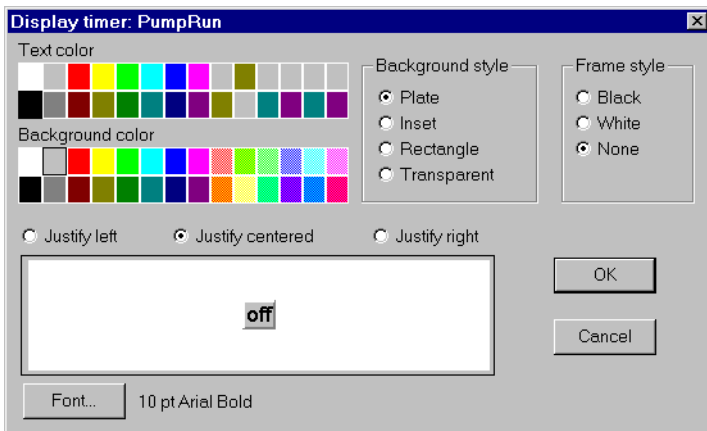 Display timer: PumpRun
Text color
Background color
Background style
Plate
Inset
Rectangle
Transparent
Frame style
Black
White
None
Justify left
Justify centered
Justify right
off
OK
Cancel
Font...
10 pt Arial Bold